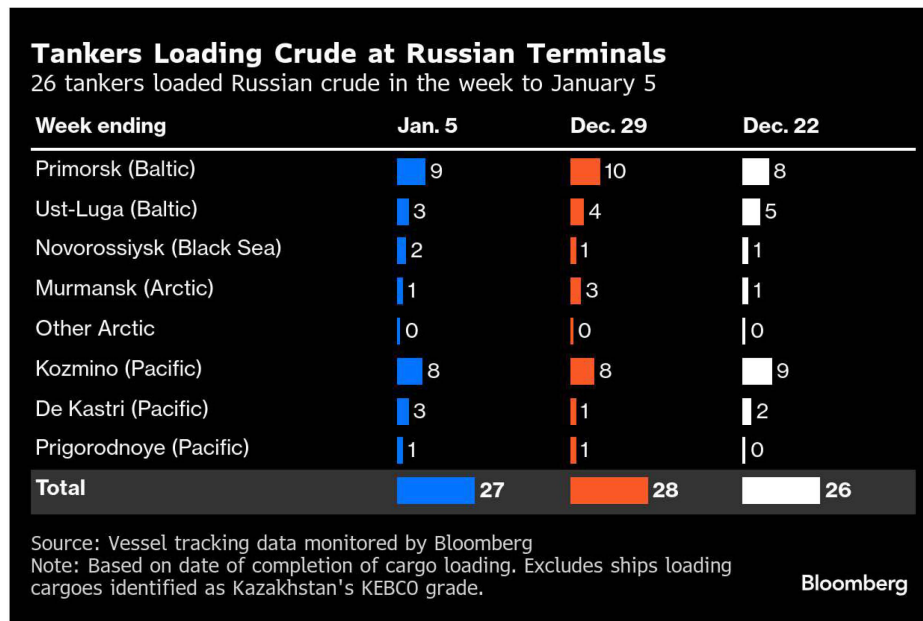 Tankers Loading Crude at Russian Terminals
26 tankers loaded Russian crude in the week to January 5
Week ending Jan. 5 Dec. 29 Dec. 22
Primorsk (Baltic) 9 10 8
Ust-Luga (Baltic) 3 4 5
Novorossiysk (Black Sea) 2 1 1
Murmansk (Arctic) 1 3 1
Other Arctic 0 0 0
Kozmino (Pacific) 8 8 9
De Kastri (Pacific) 3 1 2
Prigorodnoye (Pacific) 1 1 0
Total 27 28 26
Source: Vessel tracking data monitored by Bloomberg
Note: Based on date of completion of cargo loading. Excludes ships loading
cargoes identified as Kazakhstan's KEBCO grade.
Bloomberg